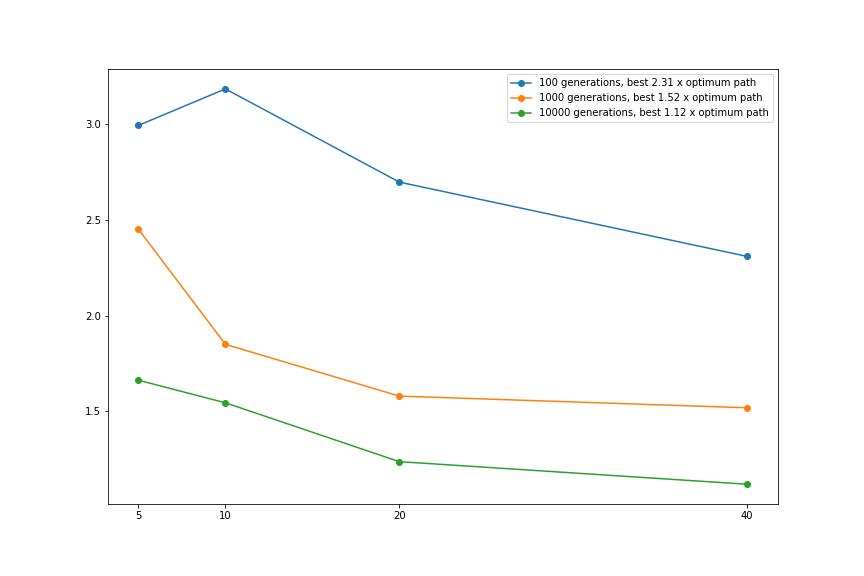 100 generations, best 2.31 x optimum path
1000 generations, best 1.52 x optimum path
10000 generations, best 1.12 x optimum path
3.0
2.5
2.0
1.5
5 10 20 40